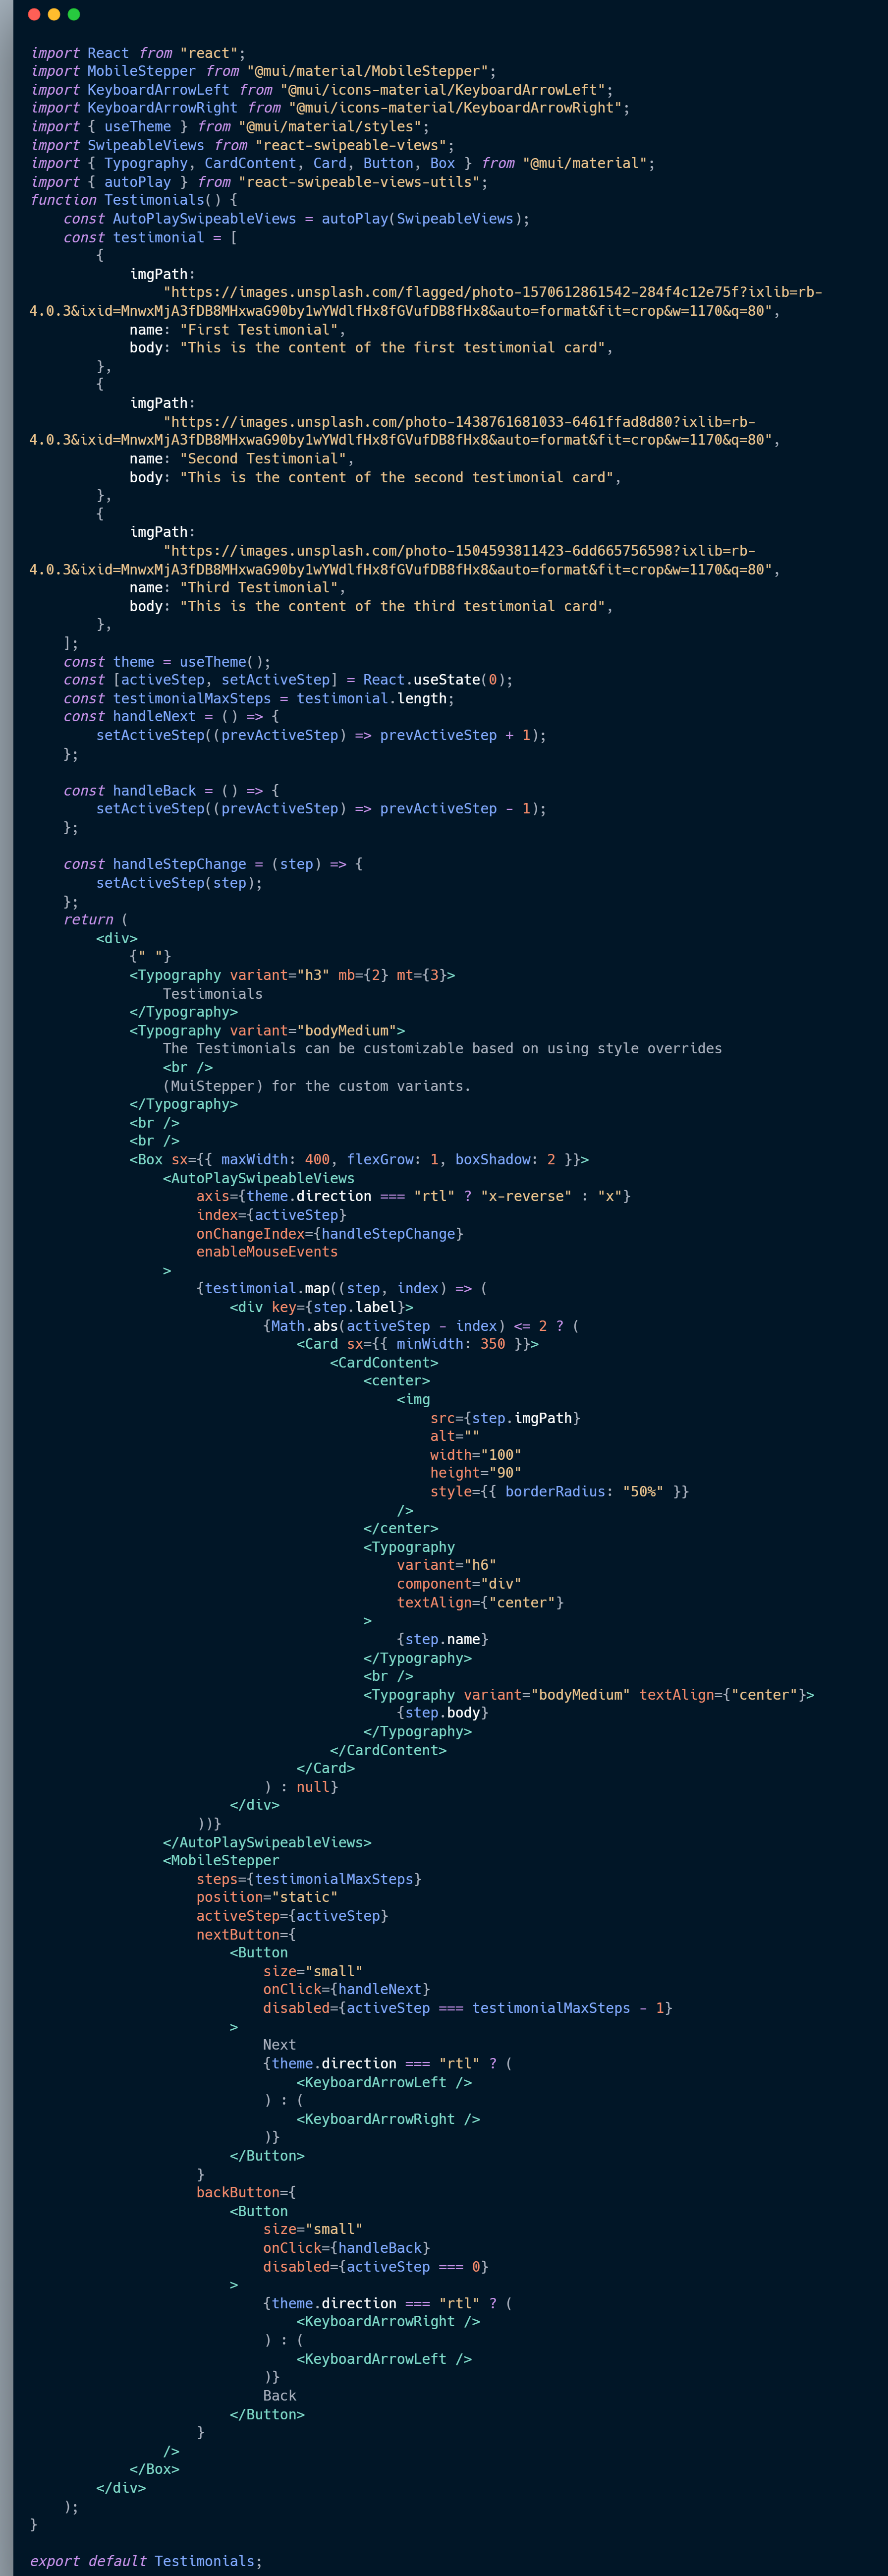 import React from "react";
import MobileStepper from "@mui/material/MobileStepper";
import KeyboardArrowLeft from "@mui/icons-material/KeyboardArrowLeft";
import KeyboardArrowRight from "@mui/icons-material/KeyboardArrowRight";
import { useTheme } from "@mui/material/styles";
import SwipeableViews from "react-swipeable-views";
import { Typography, CardContent, Card, Button, Box } from "@mui/material";
import { autoPlay } from "react-swipeable-views-utils";
function Testimonials() {
    const AutoPlaySwipeableViews = autoPlay(SwipeableViews);
    const testimonial = [
        {
            imgPath:
                "https://images.unsplash.com/flagged/photo-1570612861542-284f4c12e75f?ixlib=rb-
4.0.3&ixid=MnwxMjA3fDB8MHxwaG90by1wYWdlfHx8fGVufDB8fHx8&auto=format&fit=crop&w=1170&q=80",
            name: "First Testimonial",
            body: "This is the content of the first testimonial card",
        },
        {
            imgPath:
                "https://images.unsplash.com/photo-1438761681033-6461ffad8d80?ixlib=rb-
4.0.3&ixid=MnwxMjA3fDB8MHxwaG90by1wYWdlfHx8fGVufDB8fHx8&auto=format&fit=crop&w=1170&q=80",
            name: "Second Testimonial",
            body: "This is the content of the second testimonial card",
        },
        {
            imgPath:
                "https://images.unsplash.com/photo-1504593811423-6dd665756598?ixlib=rb-
4.0.3&ixid=MnwxMjA3fDB8MHxwaG90by1wYWdlfHx8fGVufDB8fHx8&auto=format&fit=crop&w=1170&q=80",
            name: "Third Testimonial",
            body: "This is the content of the third testimonial card",
        },
    ];
    const theme = useTheme();
    const [activeStep, setActiveStep] = React.useState(0);
    const testimonialMaxSteps = testimonial.length;
    const handleNext = () => {
        setActiveStep((prevActiveStep) => prevActiveStep + 1);
    };

    const handleBack = () => {
        setActiveStep((prevActiveStep) => prevActiveStep - 1);
    };

    const handleStepChange = (step) => {
        setActiveStep(step);
    };
    return (
        <div>
            {" "}
            <Typography variant="h3" mb={2} mt={3}>
                Testimonials
            </Typography>
            <Typography variant="bodyMedium">
                The Testimonials can be customizable based on using style overrides
                <br />
                (MuiStepper) for the custom variants.
            </Typography>
            <br />
            <br />
            <Box sx={{ maxWidth: 400, flexGrow: 1, boxShadow: 2 }}>
                <AutoPlaySwipeableViews
                    axis={theme.direction === "rtl" ? "x-reverse" : "x"}
                    index={activeStep}
                    onChangeIndex={handleStepChange}
                    enableMouseEvents
                >
                    {testimonial.map((step, index) => (
                        <div key={step.label}>
                            {Math.abs(activeStep - index) <= 2 ? (
                                <Card sx={{ minWidth: 350 }}>
                                    <CardContent>
                                        <center>
                                            <img
                                                src={step.imgPath}
                                                alt=""
                                                width="100"
                                                height="90"
                                                style={{ borderRadius: "50%" }}
                                            />
                                        </center>
                                        <Typography
                                            variant="h6"
                                            component="div"
                                            textAlign={"center"}
                                        >
                                            {step.name}
                                        </Typography>
                                        <br />
                                        <Typography variant="bodyMedium" textAlign={"center"}>
                                            {step.body}
                                        </Typography>
                                    </CardContent>
                                </Card>
                            ) : null}
                        </div>
                    ))}
                </AutoPlaySwipeableViews>
                <MobileStepper
                    steps={testimonialMaxSteps}
                    position="static"
                    activeStep={activeStep}
                    nextButton={
                        <Button
                            size="small"
                            onClick={handleNext}
                            disabled={activeStep === testimonialMaxSteps - 1}
                        >
                            Next
                            {theme.direction === "rtl" ? (
                                <KeyboardArrowLeft />
                            ) : (
                                <KeyboardArrowRight />
                            )}
                        </Button>
                    }
                    backButton={
                        <Button
                            size="small"
                            onClick={handleBack}
                            disabled={activeStep === 0}
                        >
                            {theme.direction === "rtl" ? (
                                <KeyboardArrowRight />
                            ) : (
                                <KeyboardArrowLeft />
                            )}
                            Back
                        </Button>
                    }
                />
            </Box>
        </div>
    );
}

export default Testimonials;